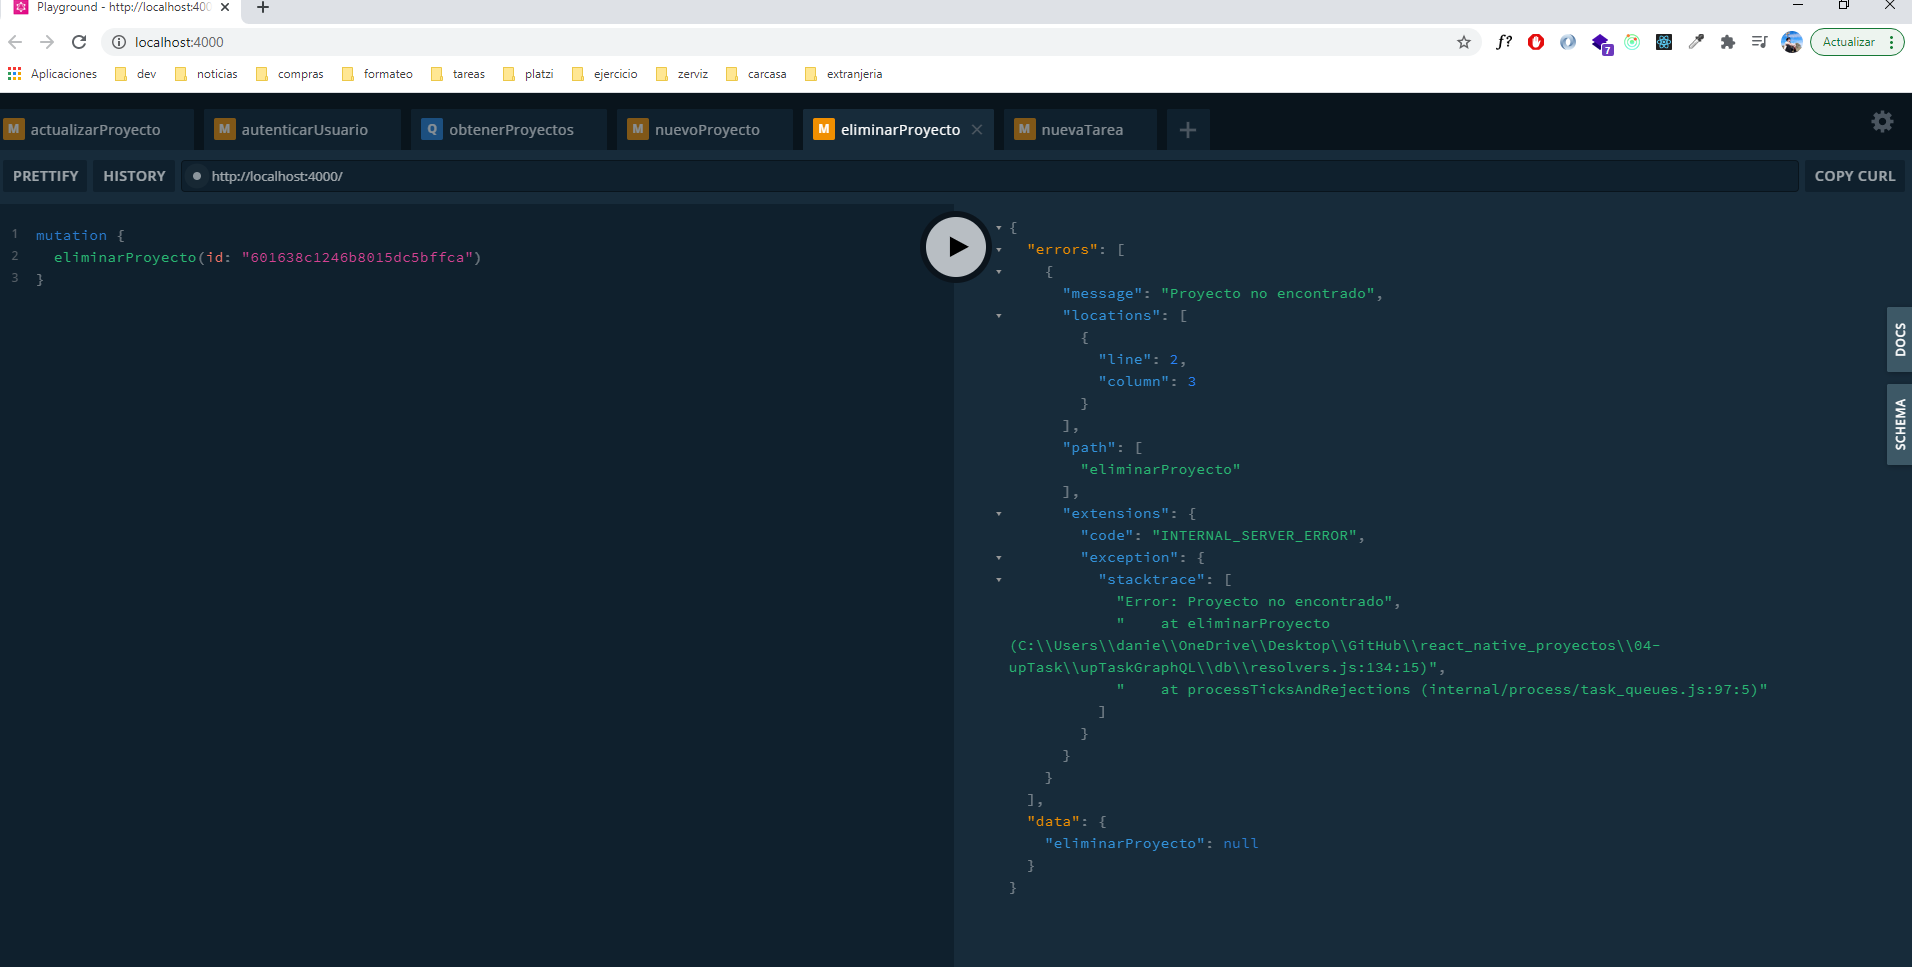 Playground - http://localhost:400
localhost:4000
f?
7
Actualizar
Aplicaciones
dev
noticias
compras
formateo
tareas
platzi
ejercicio
zerviz
carcasa
extranjeria
M actualizarProyecto
M autenticarUsuario
Q obtenerProyectos
M nuevoProyecto
M eliminarProyecto
M nuevaTarea
PRETTIFY
HISTORY
http://localhost:4000/
COPY CURL
1 mutation {
2 eliminarProyecto(id: "601638c1246b8015dc5bffca")
3 }
{
"errors": [
{
"message": "Proyecto no encontrado",
"locations": [
{
"line": 2,
"column": 3
}
],
"path": [
"eliminarProyecto"
],
"extensions": {
"code": "INTERNAL_SERVER_ERROR",
"exception": {
"stacktrace": [
"Error: Proyecto no encontrado",
"    at eliminarProyecto
(C:\\Users\\danie\\OneDrive\\Desktop\\GitHub\\react_native_proyectos\\04-
upTask\\upTaskGraphQL\\db\\resolvers.js:134:15)",
"    at processTicksAndRejections (internal/process/task_queues.js:97:5)"
]
}
}
}
],
"data": {
"eliminarProyecto": null
}
}
DOCS
SCHEMA